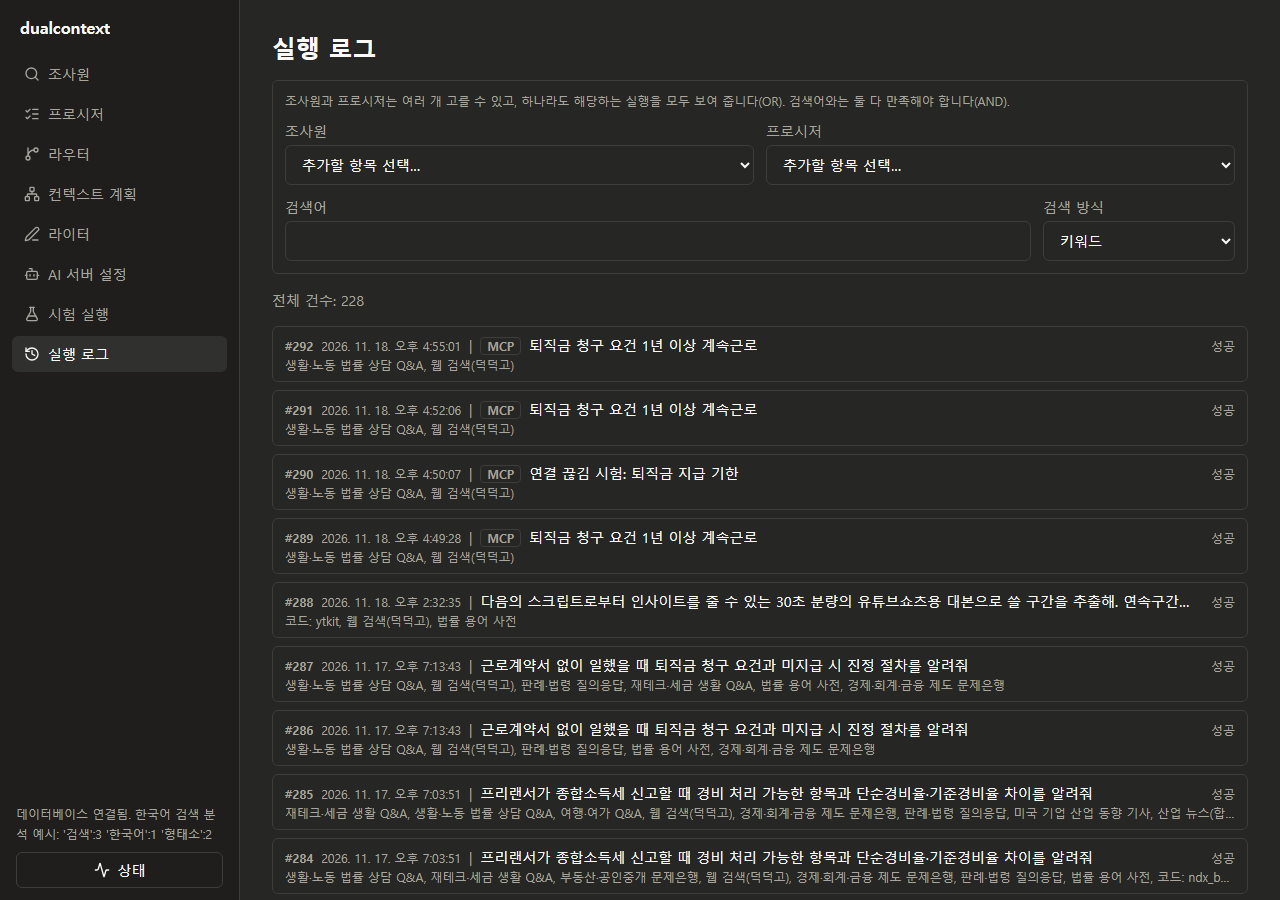 dualcontext
조사원
프로시저
라우터
컨텍스트 계획
라이터
AI 서버 설정
시험 실행
실행 로그
데이터베이스 연결됨. 한국어 검색 분
석 예시: '검색':3 '한국어':1 '형태소':2
상태
실행 로그
조사원과 프로시저는 여러 개 고를 수 있고, 하나라도 해당하는 실행을 모두 보여 줍니다(OR). 검색어와는 둘 다 만족해야 합니다(AND).
조사원 프로시저
추가할 항목 선택... 추가할 항목 선택...
검색어 검색 방식
키워드
전체 건수: 228
#292 2026. 11. 18. 오후 4:55:01 | MCP 퇴직금 청구 요건 1년 이상 계속근로 성공
생활·노동 법률 상담 Q&A, 웹 검색(덕덕고)
#291 2026. 11. 18. 오후 4:52:06 | MCP 퇴직금 청구 요건 1년 이상 계속근로 성공
생활·노동 법률 상담 Q&A, 웹 검색(덕덕고)
#290 2026. 11. 18. 오후 4:50:07 | MCP 연결 끊김 시험: 퇴직금 지급 기한 성공
생활·노동 법률 상담 Q&A, 웹 검색(덕덕고)
#289 2026. 11. 18. 오후 4:49:28 | MCP 퇴직금 청구 요건 1년 이상 계속근로 성공
생활·노동 법률 상담 Q&A, 웹 검색(덕덕고)
#288 2026. 11. 18. 오후 2:32:35 | 다음의 스크립트로부터 인사이트를 줄 수 있는 30초 분량의 유튜브쇼츠용 대본으로 쓸 구간을 추출해. 연속구간... 성공
코드: ytkit, 웹 검색(덕덕고), 법률 용어 사전
#287 2026. 11. 17. 오후 7:13:43 | 근로계약서 없이 일했을 때 퇴직금 청구 요건과 미지급 시 진정 절차를 알려줘 성공
생활·노동 법률 상담 Q&A, 웹 검색(덕덕고), 판례·법령 질의응답, 재테크·세금 생활 Q&A, 법률 용어 사전, 경제·회계·금융 제도 문제은행
#286 2026. 11. 17. 오후 7:13:43 | 근로계약서 없이 일했을 때 퇴직금 청구 요건과 미지급 시 진정 절차를 알려줘 성공
생활·노동 법률 상담 Q&A, 웹 검색(덕덕고), 판례·법령 질의응답, 법률 용어 사전, 경제·회계·금융 제도 문제은행
#285 2026. 11. 17. 오후 7:03:51 | 프리랜서가 종합소득세 신고할 때 경비 처리 가능한 항목과 단순경비율·기준경비율 차이를 알려줘 성공
재테크·세금 생활 Q&A, 생활·노동 법률 상담 Q&A, 여행·여가 Q&A, 웹 검색(덕덕고), 경제·회계·금융 제도 문제은행, 판례·법령 질의응답, 미국 기업 산업 동향 기사, 산업 뉴스(합...
#284 2026. 11. 17. 오후 7:03:51 | 프리랜서가 종합소득세 신고할 때 경비 처리 가능한 항목과 단순경비율·기준경비율 차이를 알려줘 성공
생활·노동 법률 상담 Q&A, 재테크·세금 생활 Q&A, 부동산·공인중개 문제은행, 웹 검색(덕덕고), 경제·회계·금융 제도 문제은행, 판례·법령 질의응답, 법률 용어 사전, 코드: ndx_b...